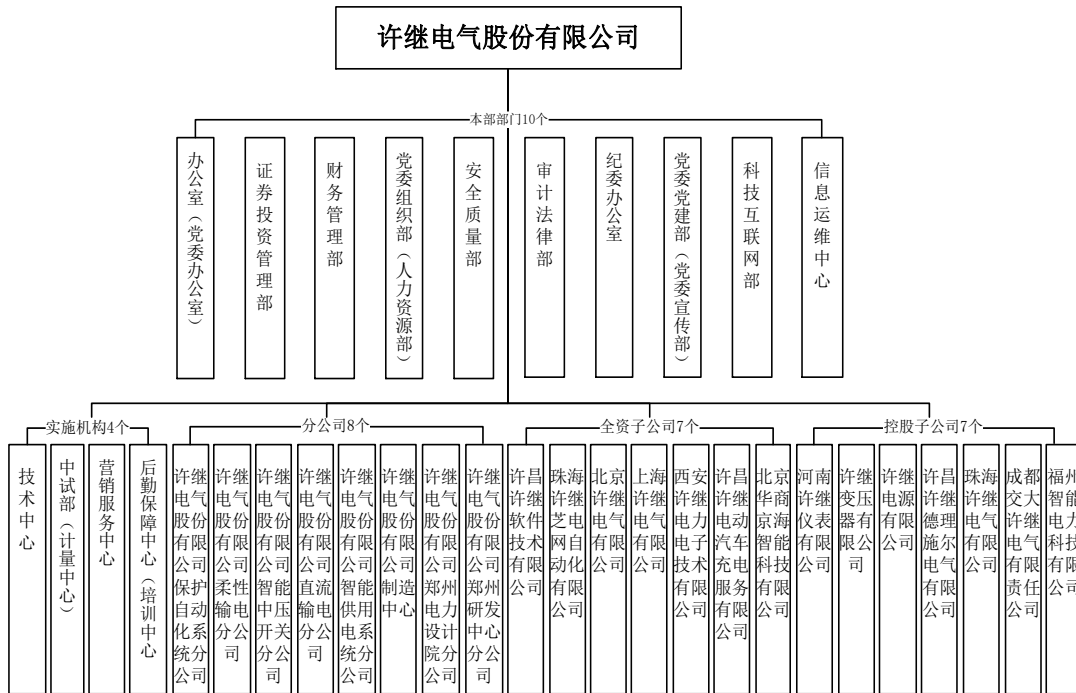 许继电气股份有限公司
本部部门10个
办公室（党委办公室）
证券投资管理部
财务管理部
党委组织部（人力资源部）
安全质量部
审计法律部
纪委办公室
党委党建部（党委宣传部）
科技互联网部
信息运维中心
实施机构4个
分公司8个
全资子公司7个
控股子公司7个
技术中心
中试部（计量中心）
营销服务中心
后勤保障中心（培训中心）
许继电气股份有限公司保护自动化系统分公司
许继电气股份有限公司柔性输电分公司
许继电气股份有限公司智能中压开关分公司
许继电气股份有限公司直流输电分公司
许继电气股份有限公司智能供用电系统分公司
许继电气股份有限公司制造中心
许继电气股份有限公司郑州电力设计院分公司
许继电气股份有限公司郑州研发中心分公司
许昌许继软件技术有限公司
珠海许继芝电网自动化有限公司
北京许继电气有限公司
上海许继电气有限公司
西安许继电力电子技术有限公司
许昌许继电动汽车充电服务有限公司
北京华商京海智能科技有限公司
河南许继仪表有限公司
许继变压器有限公司
许继电源有限公司
许昌许继德理施尔电气有限公司
珠海许继电气有限公司
成都交大许继电气有限责任公司
福州智能电力科技有限公司